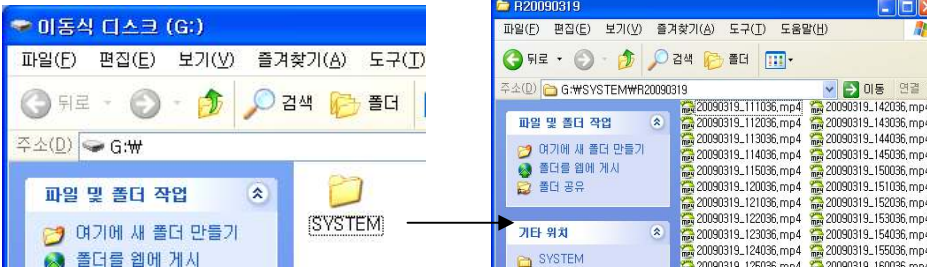 이동식 디스크 (G:)
파일(F) 편집(E) 보기(V) 즐겨찾기(A) 도구(T)
뒤로 검색 폴더
주소(D) G:₩
파일 및 폴더 작업
여기에 새 폴더 만들기
폴더를 웹에 게시
SYSTEM
R20090319
파일(F) 편집(E) 보기(V) 즐겨찾기(A) 도구(T) 도움말(H)
뒤로 검색 폴더
주소(D) G:₩SYSTEM₩R20090319 이동 연결
파일 및 폴더 작업
여기에 새 폴더 만들기
폴더를 웹에 게시
폴더 공유
기타 위치
SYSTEM
20090319_111036.mp4 20090319_142036.mp4
20090319_112036.mp4 20090319_143036.mp4
20090319_113036.mp4 20090319_144036.mp4
20090319_114036.mp4 20090319_145036.mp4
20090319_115036.mp4 20090319_150036.mp4
20090319_120036.mp4 20090319_151036.mp4
20090319_121036.mp4 20090319_152036.mp4
20090319_122036.mp4 20090319_153036.mp4
20090319_123036.mp4 20090319_154036.mp4
20090319_124036.mp4 20090319_155036.mp4
20090319_125036.mp4 20090319_160036.mp4